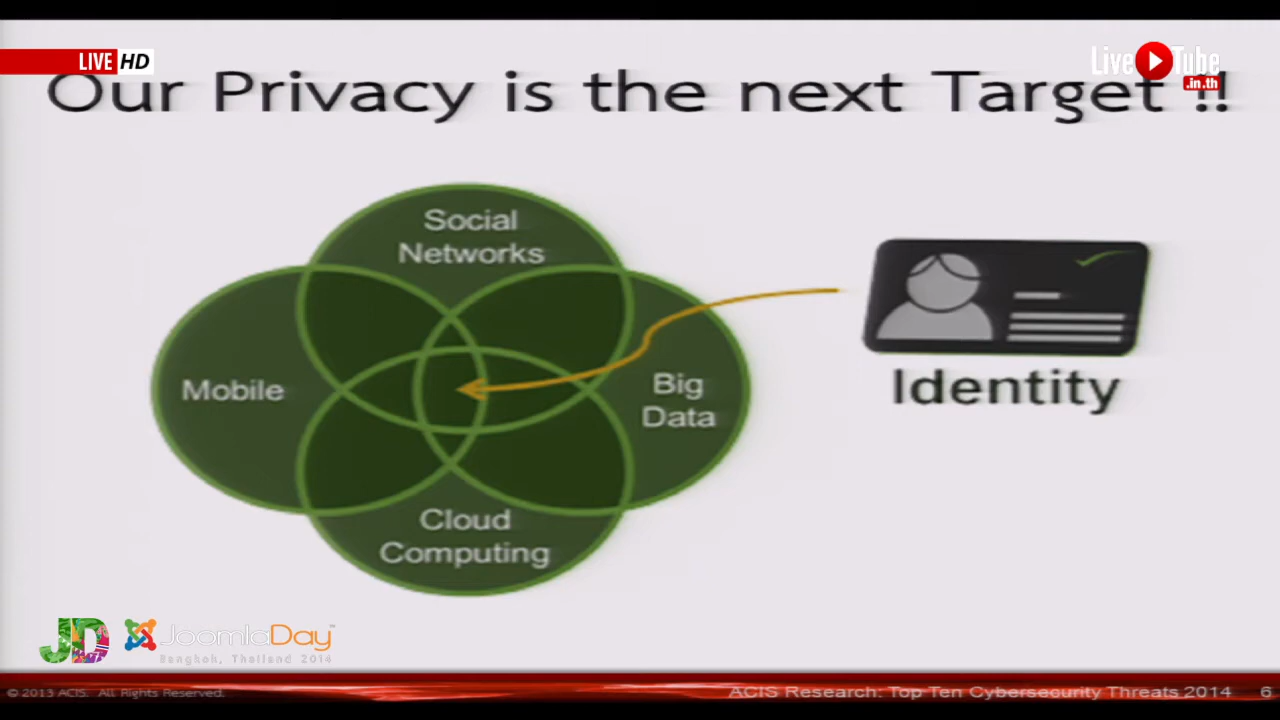 LIVE HD
Live Tube
.in.th
Our Privacy is the next Target !!
Social
Networks
Mobile
Big
Data
Identity
Cloud
Computing
JD JoomlaDay™
Bangkok, Thailand 2014
© 2013 ACIS. All Rights Reserved.
ACIS Research: Top Ten Cybersecurity Threats 2014 6